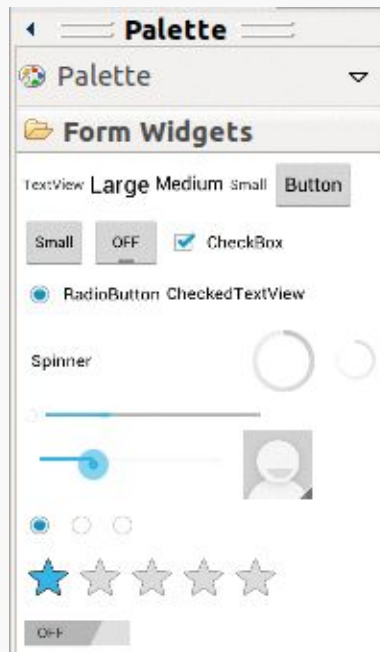 Palette
Palette
Form Widgets
TextView Large Medium Small Button
Small OFF CheckBox
RadioButton CheckedTextView
Spinner
OFF